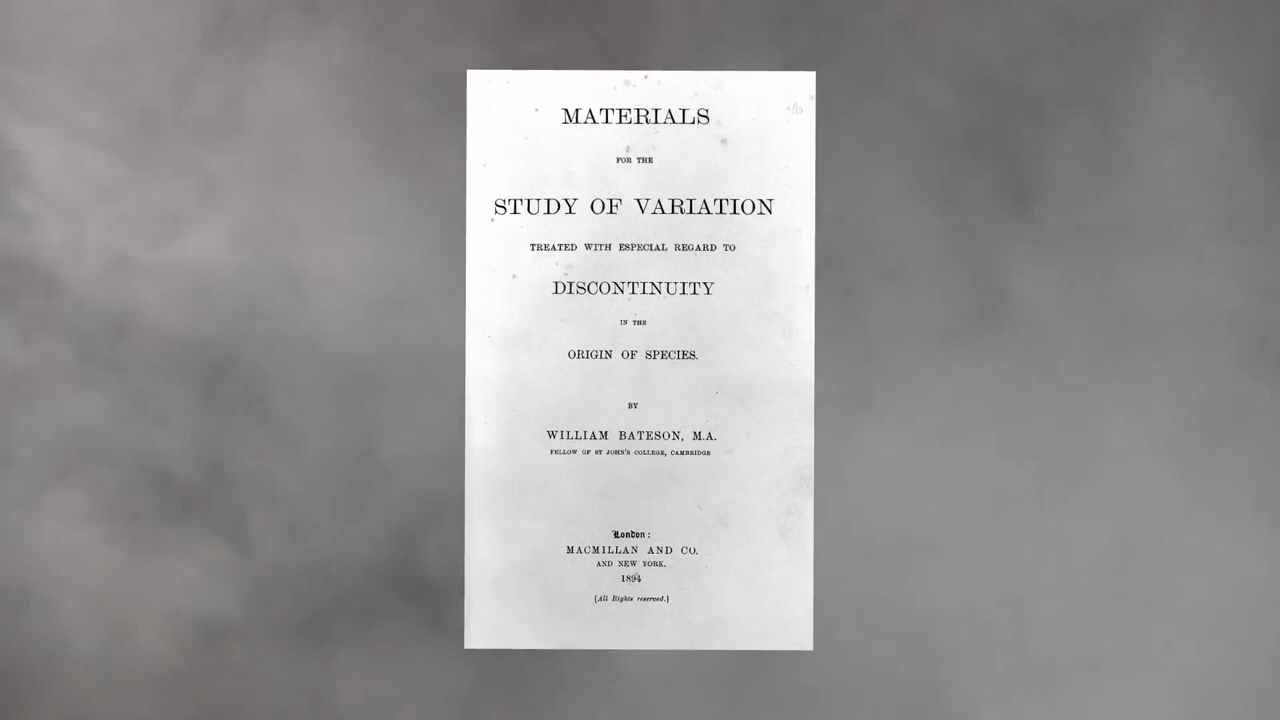 MATERIALS
FOR THE
STUDY OF VARIATION
TREATED WITH ESPECIAL REGARD TO
DISCONTINUITY
IN THE
ORIGIN OF SPECIES.
BY
WILLIAM BATESON, M.A.
FELLOW OF ST JOHN'S COLLEGE, CAMBRIDGE
London:
MACMILLAN AND CO.
AND NEW YORK.
1894
[All Rights reserved.]